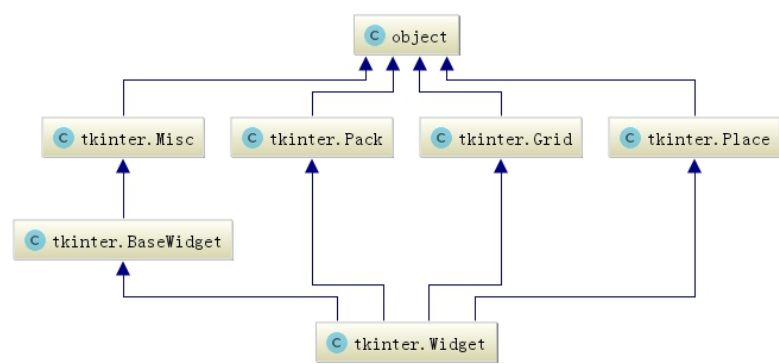 C object
C tkinter.Misc
C tkinter.Pack
C tkinter.Grid
C tkinter.Place
C tkinter.BaseWidget
C tkinter.Widget